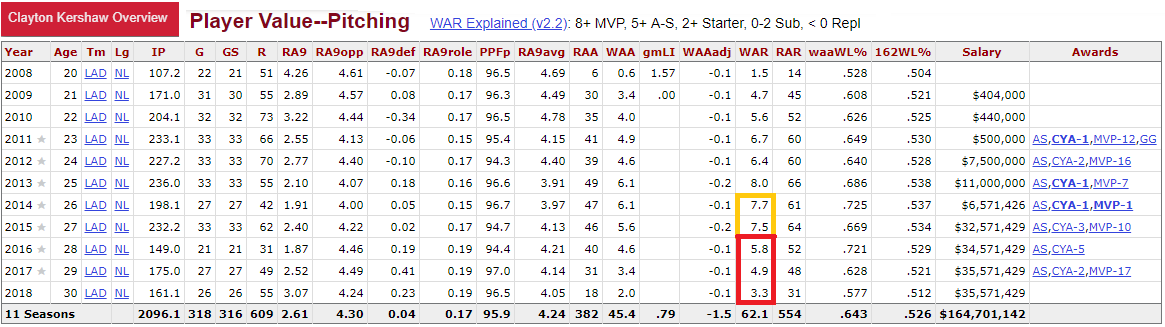 Clayton Kershaw Overview Player Value--Pitching WAR Explained (v2.2): 8+ MVP, 5+ A-S, 2+ Starter, 0-2 Sub, < 0 Repl
Year Age Tm Lg IP G GS R RA9 RA9opp RA9def RA9role PPFp RA9avg RAA WAA gmLI WAAadj WAR RAR waaWL% 162WL% Salary Awards
2008 20 LAD NL 107.2 22 21 51 4.26 4.61 -0.07 0.18 96.5 4.69 6 0.6 1.57 -0.1 1.5 14 .528 .504
2009 21 LAD NL 171.0 31 30 55 2.89 4.57 0.08 0.17 96.3 4.49 30 3.4 .00 -0.1 4.7 45 .608 .521 $404,000
2010 22 LAD NL 204.1 32 32 73 3.22 4.44 -0.34 0.17 96.5 4.78 35 4.0 -0.1 5.6 52 .626 .525 $440,000
2011 ★ 23 LAD NL 233.1 33 33 66 2.55 4.13 -0.06 0.15 95.4 4.15 41 4.9 -0.1 6.7 60 .649 .530 $500,000 AS,CYA-1,MVP-12,GG
2012 ★ 24 LAD NL 227.2 33 33 70 2.77 4.40 -0.10 0.17 94.3 4.40 39 4.6 -0.1 6.4 60 .640 .528 $7,500,000 AS,CYA-2,MVP-16
2013 ★ 25 LAD NL 236.0 33 33 55 2.10 4.07 0.18 0.16 96.6 3.91 49 6.1 -0.2 8.0 66 .686 .538 $11,000,000 AS,CYA-1,MVP-7
2014 ★ 26 LAD NL 198.1 27 27 42 1.91 4.00 0.05 0.15 96.7 3.97 47 6.1 -0.1 7.7 61 .725 .537 $6,571,426 AS,CYA-1,MVP-1
2015 ★ 27 LAD NL 232.2 33 33 62 2.40 4.22 0.02 0.17 94.7 4.13 46 5.6 -0.2 7.5 64 .669 .534 $32,571,429 AS,CYA-3,MVP-10
2016 ★ 28 LAD NL 149.0 21 21 31 1.87 4.46 0.19 0.19 94.4 4.21 40 4.6 -0.1 5.8 52 .721 .529 $34,571,429 AS,CYA-5
2017 ★ 29 LAD NL 175.0 27 27 49 2.52 4.49 0.41 0.19 97.0 4.14 31 3.4 -0.1 4.9 48 .628 .521 $35,571,429 AS,CYA-2,MVP-17
2018 30 LAD NL 161.1 26 26 55 3.07 4.24 0.23 0.19 96.5 4.05 18 2.0 -0.1 3.3 31 .577 .512 $35,571,429
11 Seasons 2096.1 318 316 609 2.61 4.30 0.04 0.17 95.9 4.24 382 45.4 .79 -1.5 62.1 554 .643 .526 $164,701,142